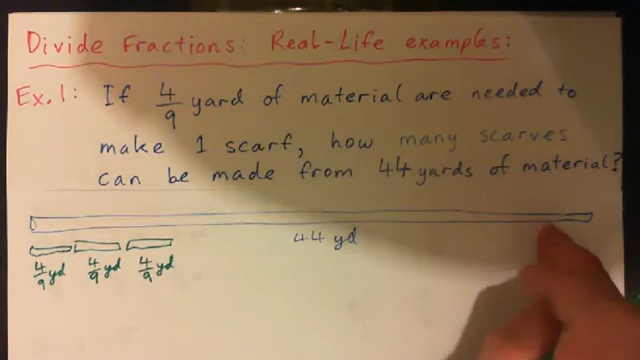 Divide Fractions: Real-Life examples:
Ex.1: If 4/9 yard of material are needed to
make 1 scarf, how many scarves
can be made from 44 yards of material?
44 yd
4/9 yd 4/9 yd 4/9 yd